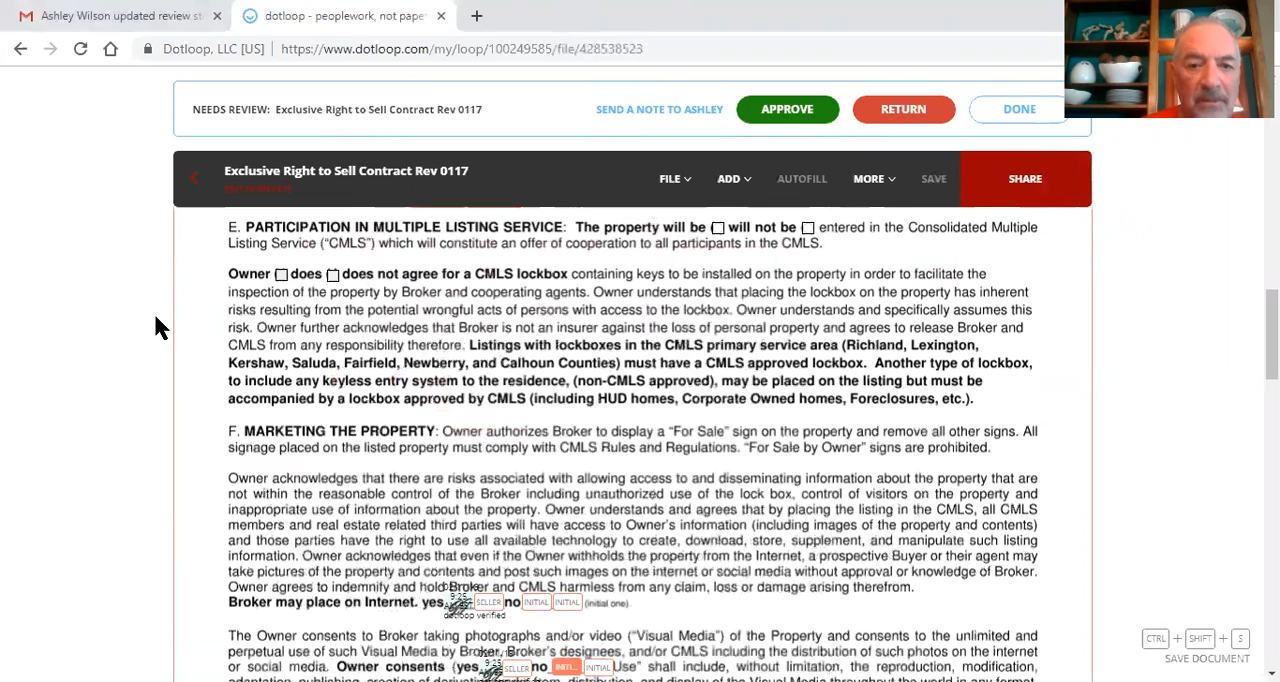 Ashley Wilson updated review st
dotloop - peoplework, not pape
Dotloop, LLC [US]
https://www.dotloop.com/my/loop/100249585/file/428538523
NEEDS REVIEW: Exclusive Right to Sell Contract Rev 0117
SEND A NOTE TO ASHLEY
APPROVE
RETURN
DONE
Exclusive Right to Sell Contract Rev 0117
FILE
ADD
AUTOFILL
MORE
SAVE
SHARE
E. PARTICIPATION IN MULTIPLE LISTING SERVICE: The property will be will not be entered in the Consolidated Multiple
Listing Service ("CMLS") which will constitute an offer of cooperation to all participants in the CMLS.
Owner does does not agree for a CMLS lockbox containing keys to be installed on the property in order to facilitate the
inspection of the property by Broker and cooperating agents. Owner understands that placing the lockbox on the property has inherent
risks resulting from the potential wrongful acts of persons with access to the lockbox. Owner understands and specifically assumes this
risk. Owner further acknowledges that Broker is not an insurer against the loss of personal property and agrees to release Broker and
CMLS from any responsibility therefore. Listings with lockboxes in the CMLS primary service area (Richland, Lexington,
Kershaw, Saluda, Fairfield, Newberry, and Calhoun Counties) must have a CMLS approved lockbox. Another type of lockbox,
to include any keyless entry system to the residence, (non-CMLS approved), may be placed on the listing but must be
accompanied by a lockbox approved by CMLS (including HUD homes, Corporate Owned homes, Foreclosures, etc.).
F. MARKETING THE PROPERTY: Owner authorizes Broker to display a "For Sale" sign on the property and remove all other signs. All
signage placed on the listed property must comply with CMLS Rules and Regulations. "For Sale by Owner" signs are prohibited.
Owner acknowledges that there are risks associated with allowing access to and disseminating information about the property that are
not within the reasonable control of the Broker including unauthorized use of the lock box, control of visitors on the property and
inappropriate use of information about the property. Owner understands and agrees that by placing the listing on the CMLS, all CMLS
members and real estate related third parties will have access to Owner's information (including images of the property and contents)
and those parties have the right to use all available technology to create, download, store, supplement, and manipulate such listing
information. Owner acknowledges that even if the Owner withholds the property from the Internet, a prospective Buyer or their agent may
take pictures of the property and contents and post such images on the internet or social media without approval or knowledge of Broker.
Owner agrees to indemnify and hold Broker and CMLS harmless from any claim, loss or damage arising therefrom.
Broker may place on Internet. yes SELLER no INITIAL INITIAL (initial one).
dotloop verified
The Owner consents to Broker taking photographs and/or video ("Visual Media") of the Property and consents to the unlimited and
perpetual use of such Visual Media by Broker, Broker's designees, and/or CMLS including the distribution of such photos on the internet
or social media. Owner consents (yes SELLER no INITI... INITIAL Use" shall include, without limitation, the reproduction, modification,
CTRL + SHIFT + S
SAVE DOCUMENT